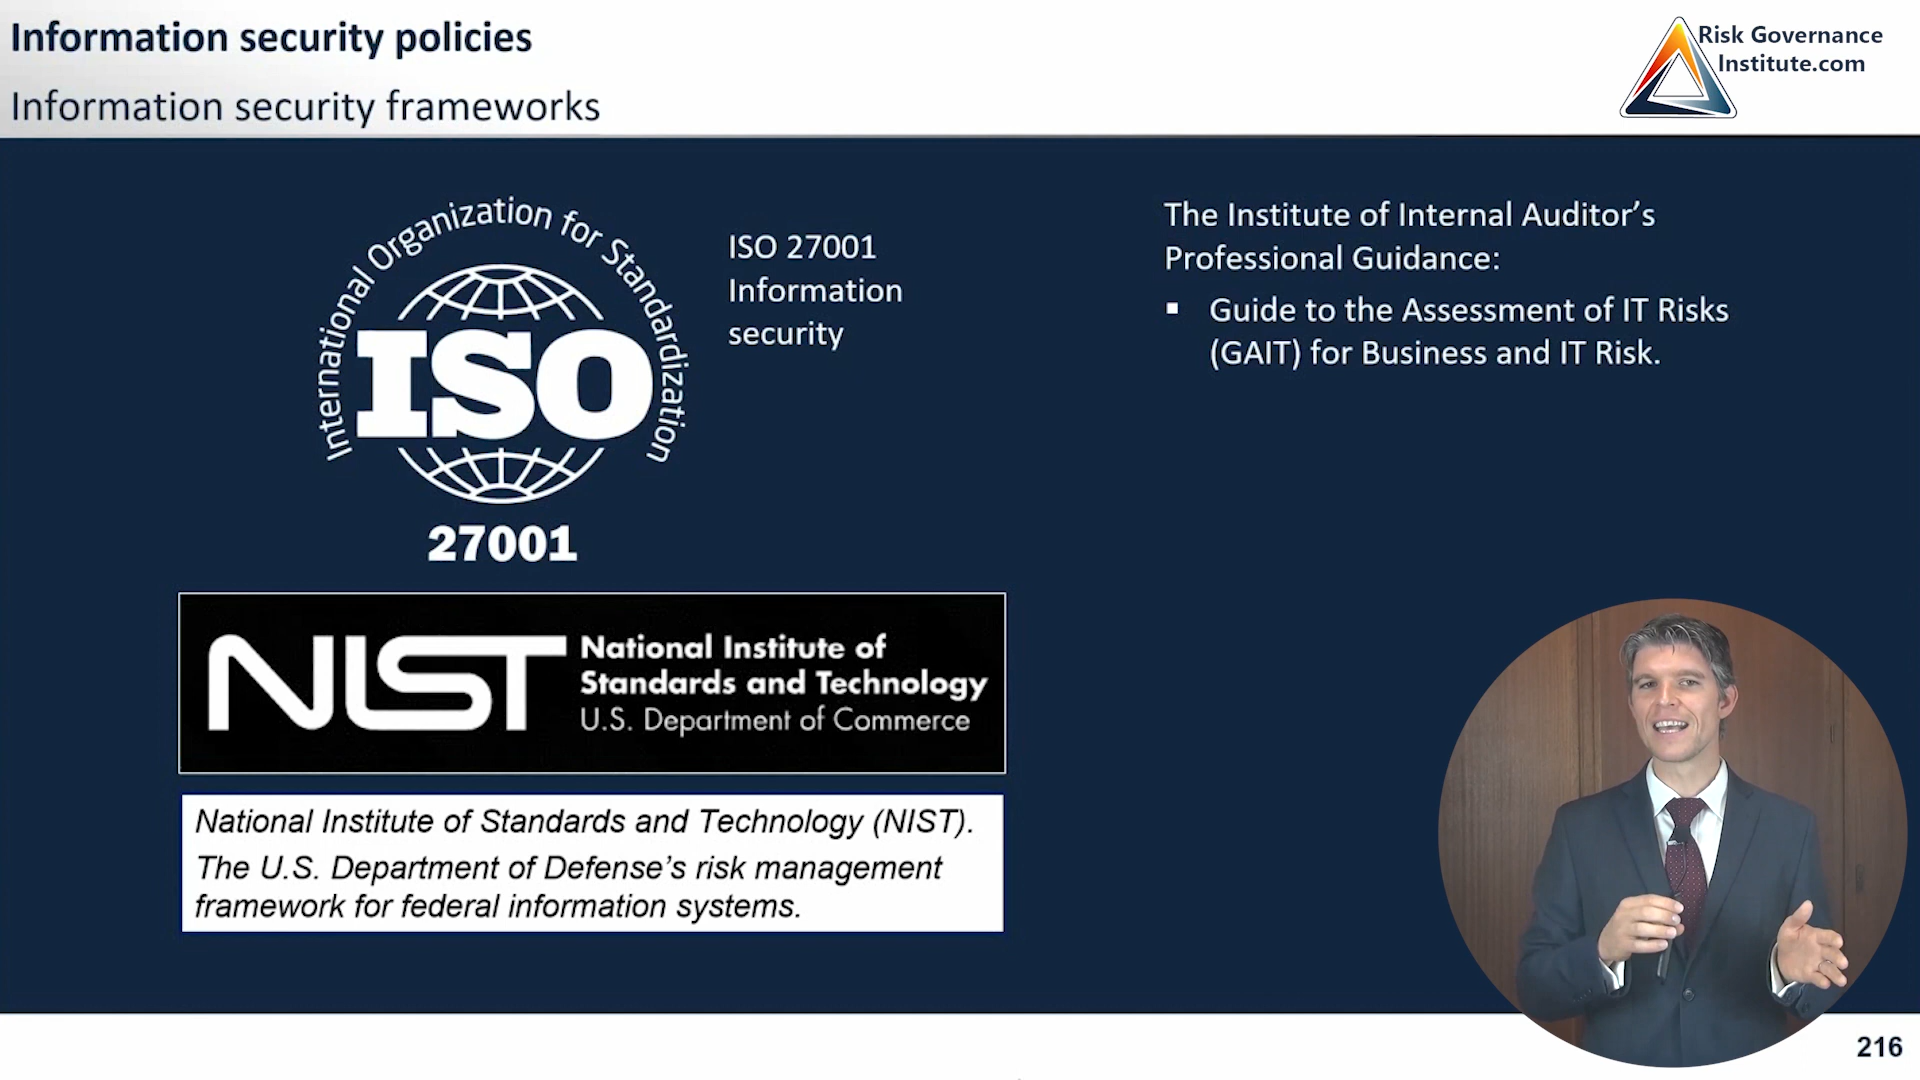 Information security policies
Information security frameworks
Risk Governance
Institute.com
International Organization for Standardization
ISO
27001
ISO 27001
Information
security
NIST
National Institute of
Standards and Technology
U.S. Department of Commerce
National Institute of Standards and Technology (NIST).
The U.S. Department of Defense’s risk management
framework for federal information systems.
The Institute of Internal Auditor’s
Professional Guidance:
▪ Guide to the Assessment of IT Risks
(GAIT) for Business and IT Risk.
216